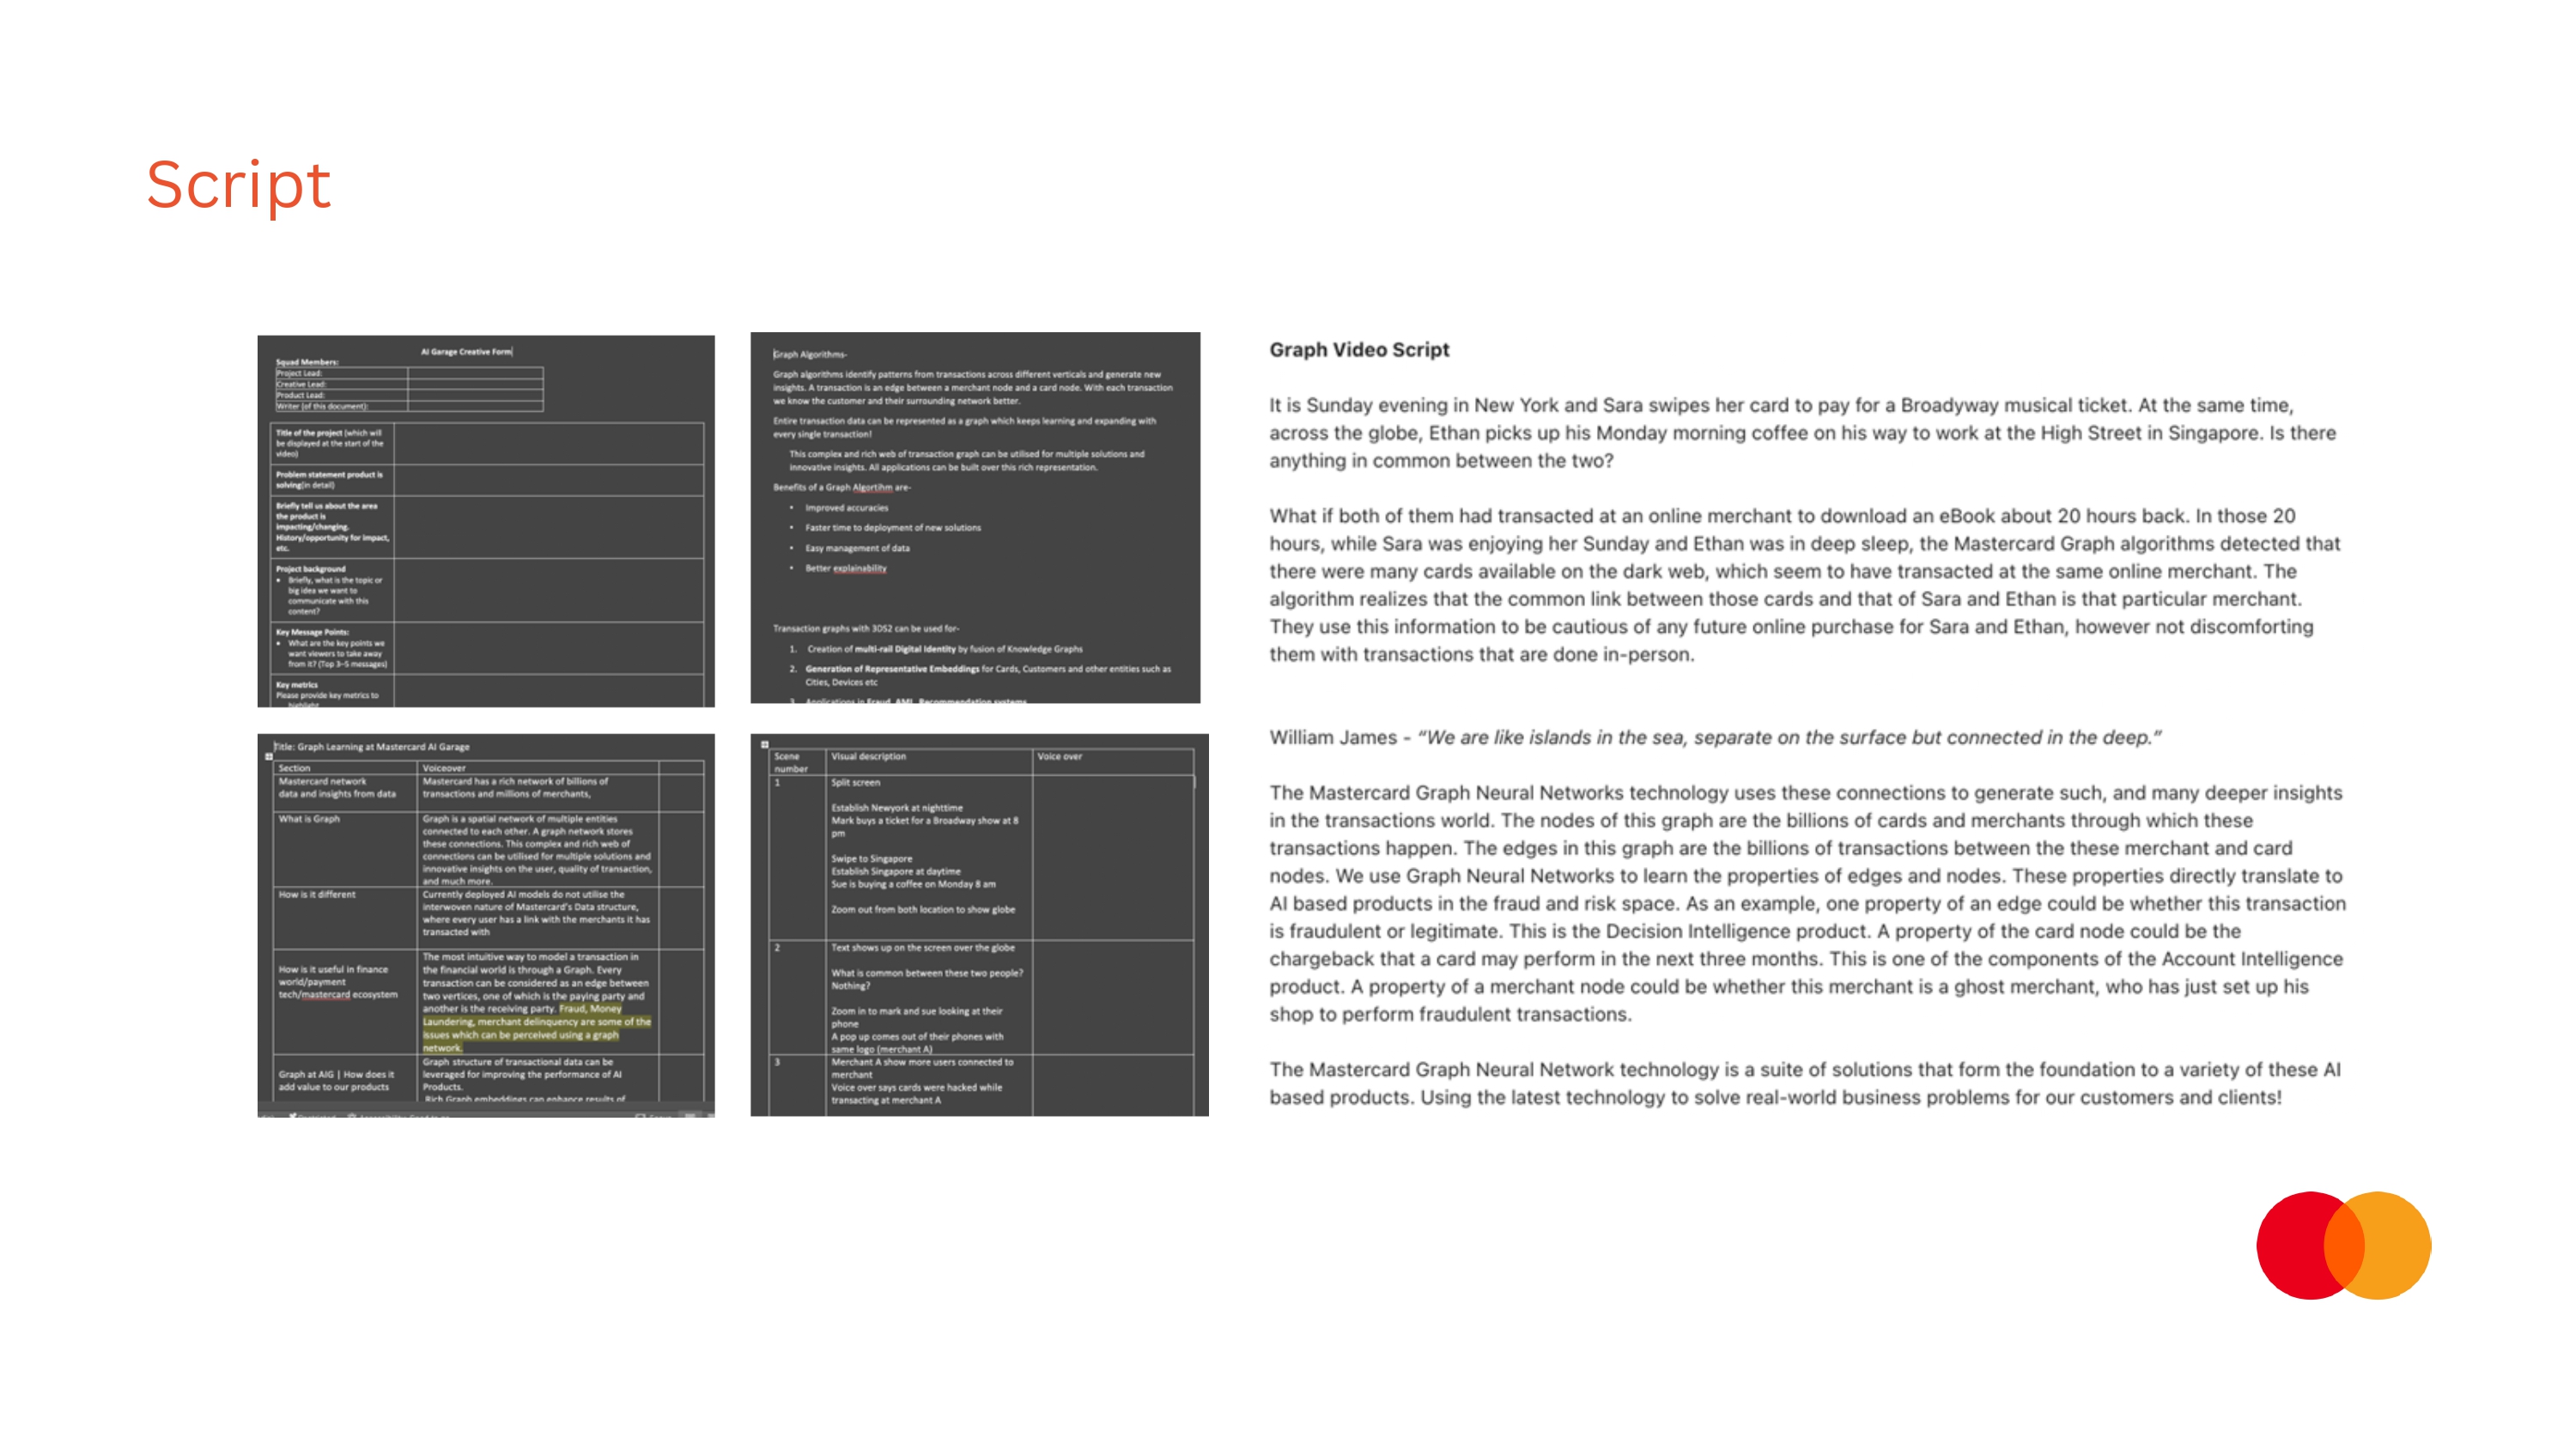 Script
AI Garage Creative Form
Squad Members:
Project Lead:
Creative Lead:
Product Lead:
Writer (of this document):
Title of the project (which will
be displayed at the start of the
video)
Problem statement product is
solving(in detail)
Briefly tell us about the area
the product is
impacting/changing.
History/opportunity for impact,
etc.
Project background
• Briefly, what is the topic or
big idea we want to
communicate with this
content?
Key Message Points:
• What are the key points we
want viewers to take away
from it? (Top 3-5 messages)
Key metrics
Please provide key metrics to
highlight
Graph Algorithms-
Graph algorithms identify patterns from transactions across different verticals and generate new
insights. A transaction is an edge between a merchant node and a card node. With each transaction
we know the customer and their surrounding network better.
Entire transaction data can be represented as a graph which keeps learning and expanding with
every single transaction!
This complex and rich web of transaction graph can be utilised for multiple solutions and
innovative insights. All applications can be built over this rich representation.
Benefits of a Graph Algortihm are-
• Improved accuracies
• Faster time to deployment of new solutions
• Easy management of data
• Better explainability
Transaction graphs with 3DS2 can be used for-
1. Creation of multi-rail Digital Identity by fusion of Knowledge Graphs
2. Generation of Representative Embeddings for Cards, Customers and other entities such as
Cities, Devices etc
3. Applications in Fraud, AML, Recommendation systems
Title: Graph Learning at Mastercard AI Garage
Section Voiceover
Mastercard network
data and insights from data
Mastercard has a rich network of billions of
transactions and millions of merchants,
What is Graph
Graph is a spatial network of multiple entities
connected to each other. A graph network stores
these connections. This complex and rich web of
connections can be utilised for multiple solutions and
innovative insights on the user, quality of transaction,
and much more.
How is it different
Currently deployed AI models do not utilise the
interwoven nature of Mastercard's Data structure,
where every user has a link with the merchants it has
transacted with
How is it useful in finance
world/payment
tech/mastercard ecosystem
The most intuitive way to model a transaction in
the financial world is through a Graph. Every
transaction can be considered as an edge between
two vertices, one of which is the paying party and
another is the receiving party. Fraud, Money
Laundering, merchant delinquency are some of the
issues which can be perceived using a graph
network.
Graph at AIG | How does it
add value to our products
Graph structure of transactional data can be
leveraged for improving the performance of AI
Products.
Rich Graph embeddings can enhance results of
Scene
number
Visual description
Voice over
1
Split screen
Establish Newyork at nighttime
Mark buys a ticket for a Broadway show at 8
pm
Swipe to Singapore
Establish Singapore at daytime
Sue is buying a coffee on Monday 8 am
Zoom out from both location to show globe
2
Text shows up on the screen over the globe
What is common between these two people?
Nothing?
Zoom in to mark and sue looking at their
phone
A pop up comes out of their phones with
same logo (merchant A)
3
Merchant A show more users connected to
merchant
Voice over says cards were hacked while
transacting at merchant A
Graph Video Script
It is Sunday evening in New York and Sara swipes her card to pay for a Broadyway musical ticket. At the same time,
across the globe, Ethan picks up his Monday morning coffee on his way to work at the High Street in Singapore. Is there
anything in common between the two?
What if both of them had transacted at an online merchant to download an eBook about 20 hours back. In those 20
hours, while Sara was enjoying her Sunday and Ethan was in deep sleep, the Mastercard Graph algorithms detected that
there were many cards available on the dark web, which seem to have transacted at the same online merchant. The
algorithm realizes that the common link between those cards and that of Sara and Ethan is that particular merchant.
They use this information to be cautious of any future online purchase for Sara and Ethan, however not discomforting
them with transactions that are done in-person.
William James - “We are like islands in the sea, separate on the surface but connected in the deep.”
The Mastercard Graph Neural Networks technology uses these connections to generate such, and many deeper insights
in the transactions world. The nodes of this graph are the billions of cards and merchants through which these
transactions happen. The edges in this graph are the billions of transactions between the these merchant and card
nodes. We use Graph Neural Networks to learn the properties of edges and nodes. These properties directly translate to
AI based products in the fraud and risk space. As an example, one property of an edge could be whether this transaction
is fraudulent or legitimate. This is the Decision Intelligence product. A property of the card node could be the
chargeback that a card may perform in the next three months. This is one of the components of the Account Intelligence
product. A property of a merchant node could be whether this merchant is a ghost merchant, who has just set up his
shop to perform fraudulent transactions.
The Mastercard Graph Neural Network technology is a suite of solutions that form the foundation to a variety of these AI
based products. Using the latest technology to solve real-world business problems for our customers and clients!